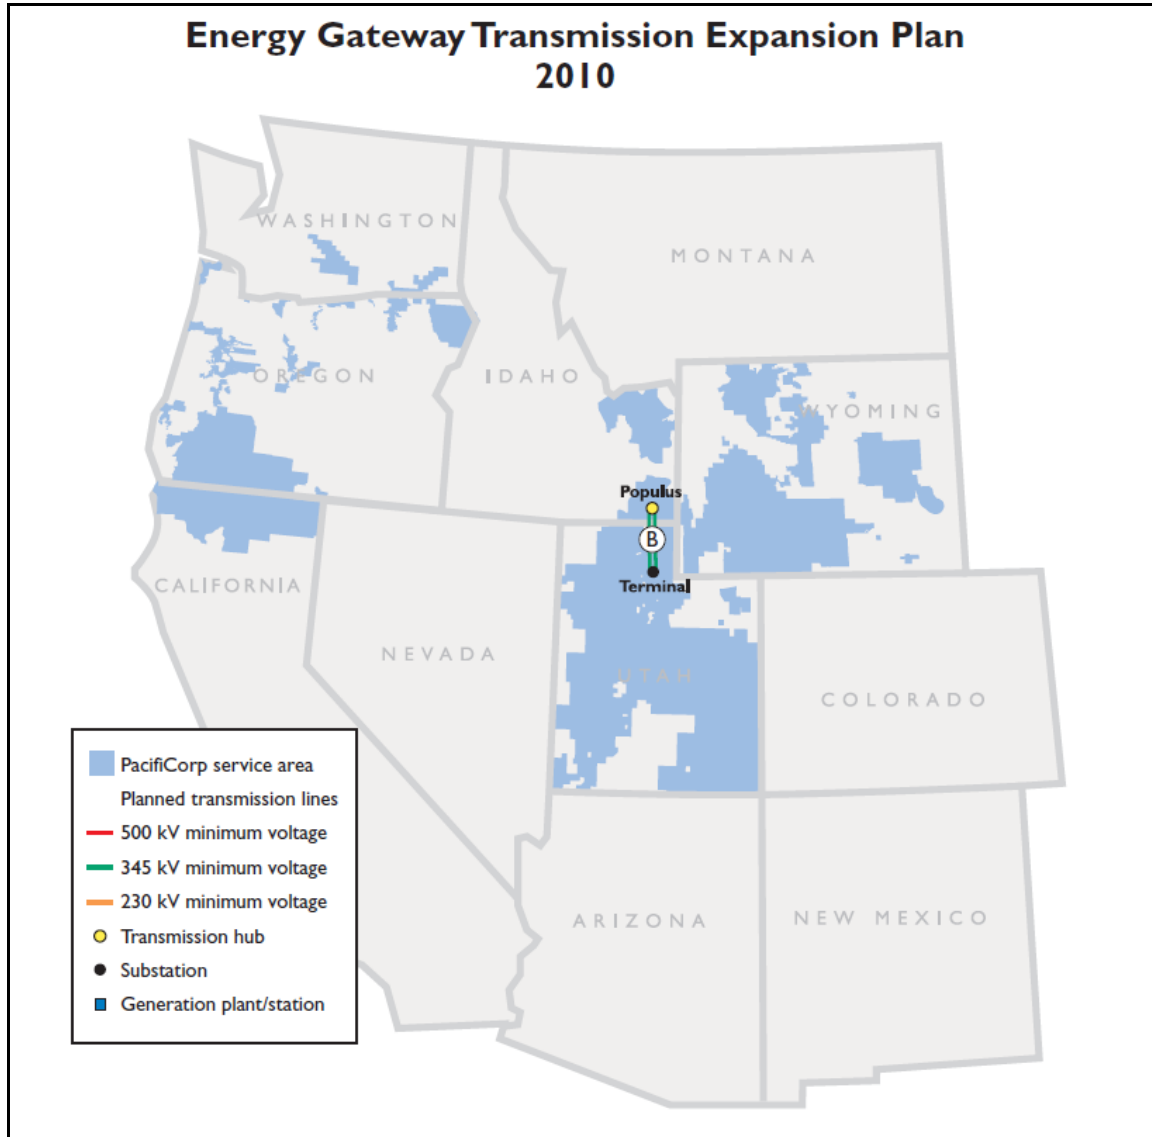 Energy Gateway Transmission Expansion Plan
2010
WASHINGTON
MONTANA
OREGON
IDAHO
WYOMING
Populus
B
Terminal
CALIFORNIA
NEVADA
UTAH
COLORADO
PacifiCorp service area
Planned transmission lines
500 kV minimum voltage
345 kV minimum voltage
230 kV minimum voltage
Transmission hub
Substation
Generation plant/station
ARIZONA
NEW MEXICO